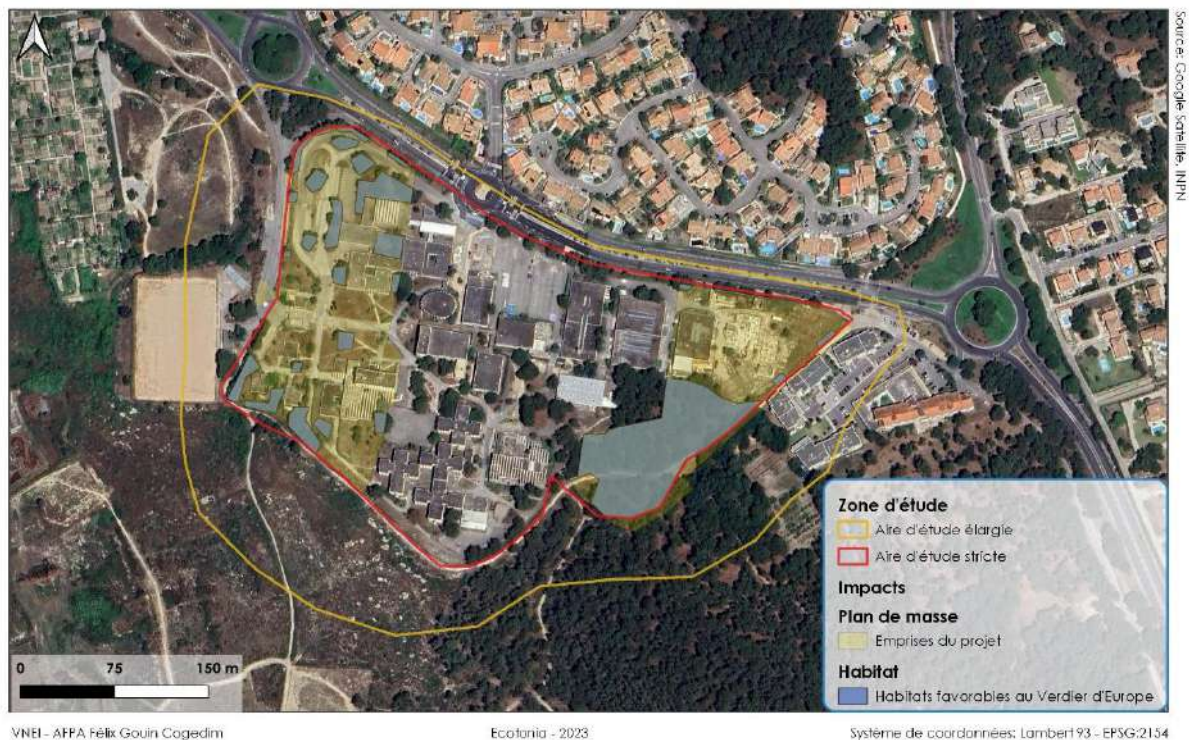 Source: Google Satellite, INPN
Zone d'étude
Aire d'étude élargie
Aire d'étude stricte
Impacts
Plan de masse
Emprises du projet
Habitat
Habitats favorables au Verdier d'Europe
0 75 150 m
VNEI - AFPA Félix Gouin Cogedim
Ecotonia - 2023
Système de coordonnées: Lambert 93 - EPSG:2154